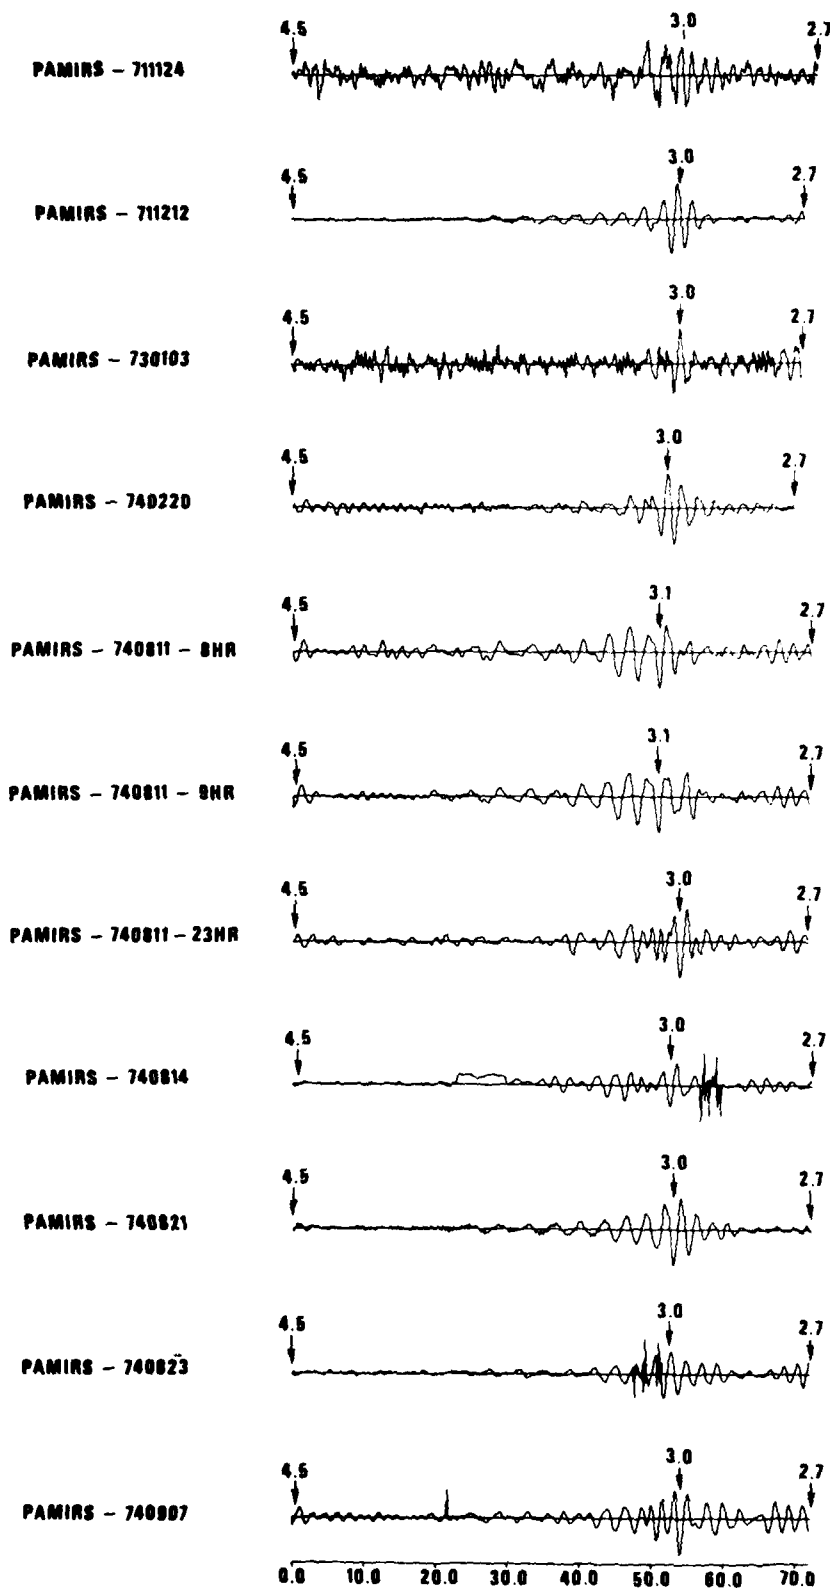 4.5 3.0 2.7
PAMIRS - 711124
4.5 3.0 2.7
PAMIRS - 711212
4.5 3.0 2.7
PAMIRS - 730103
4.5 3.0 2.7
PAMIRS - 740220
4.5 3.1 2.7
PAMIRS - 740811 - 8HR
4.5 3.1 2.7
PAMIRS - 740811 - 9HR
4.5 3.0 2.7
PAMIRS - 740811 - 23HR
4.5 3.0 2.7
PAMIRS - 740814
4.5 3.0 2.7
PAMIRS - 740821
4.5 3.0 2.7
PAMIRS - 740823
4.5 3.0 2.7
PAMIRS - 740907
0.0 10.0 20.0 30.0 40.0 50.0 60.0 70.0